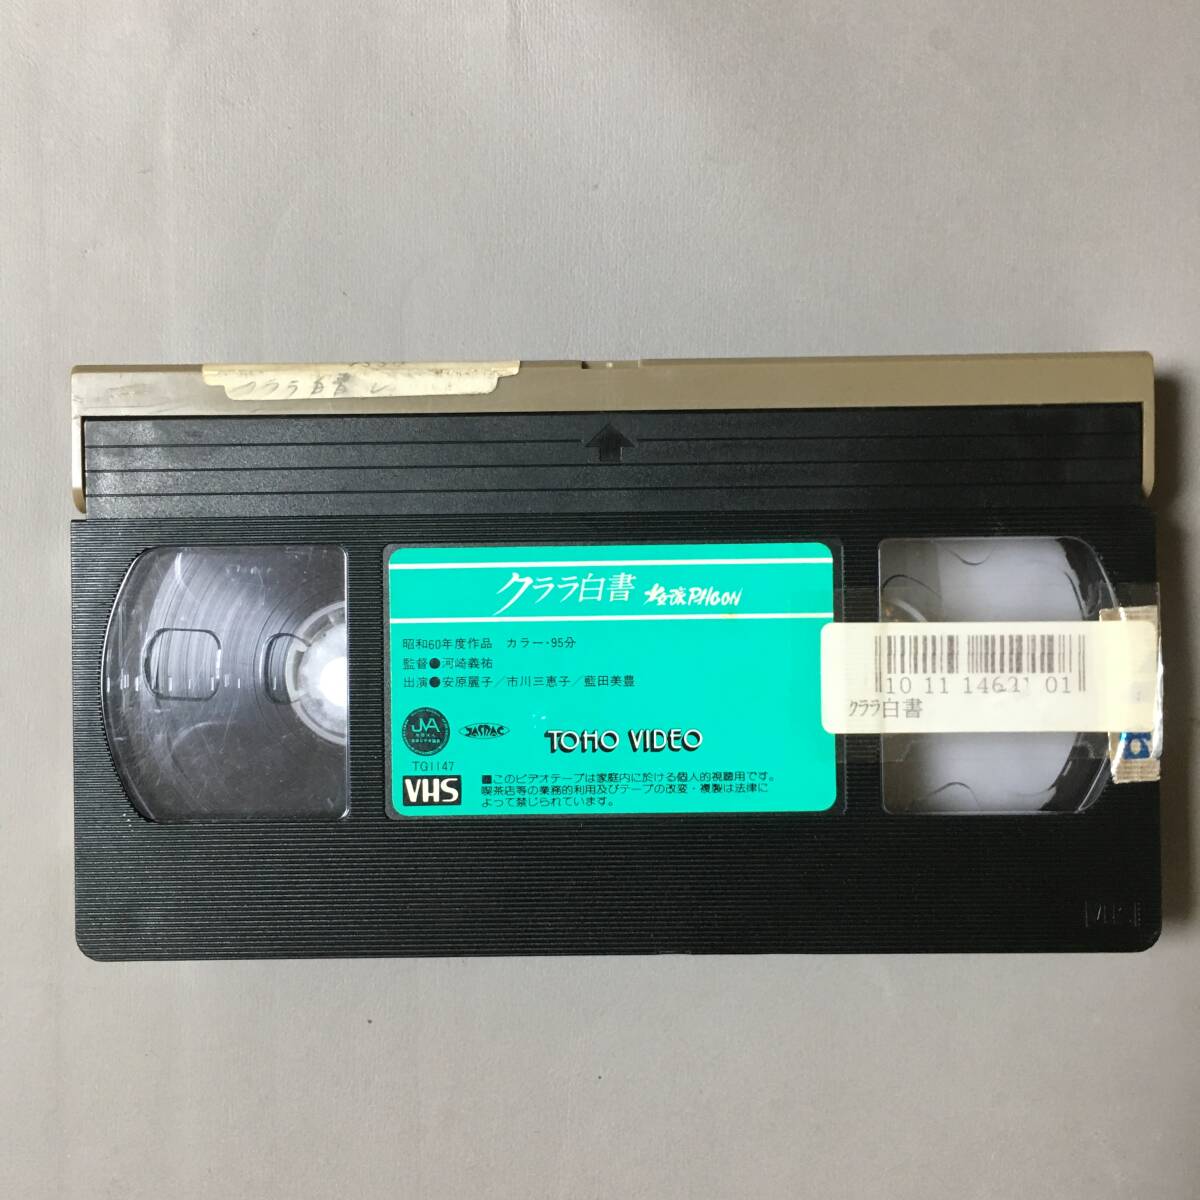 クララ白書
クララ白書 少女隊PHOON
昭和60年度作品 カラー・95分
監督●河崎義祐
出演●安原麗子／市川三恵子／藍田美豊
JVA
JASRAC
TOHO VIDEO
TG1147
VHS
■このビデオテープは家庭内に於ける個人的視聴用です。
喫茶店等の業務的利用及びテープの改変・複製は法律に
よって禁じられています。
クララ白書
VHS